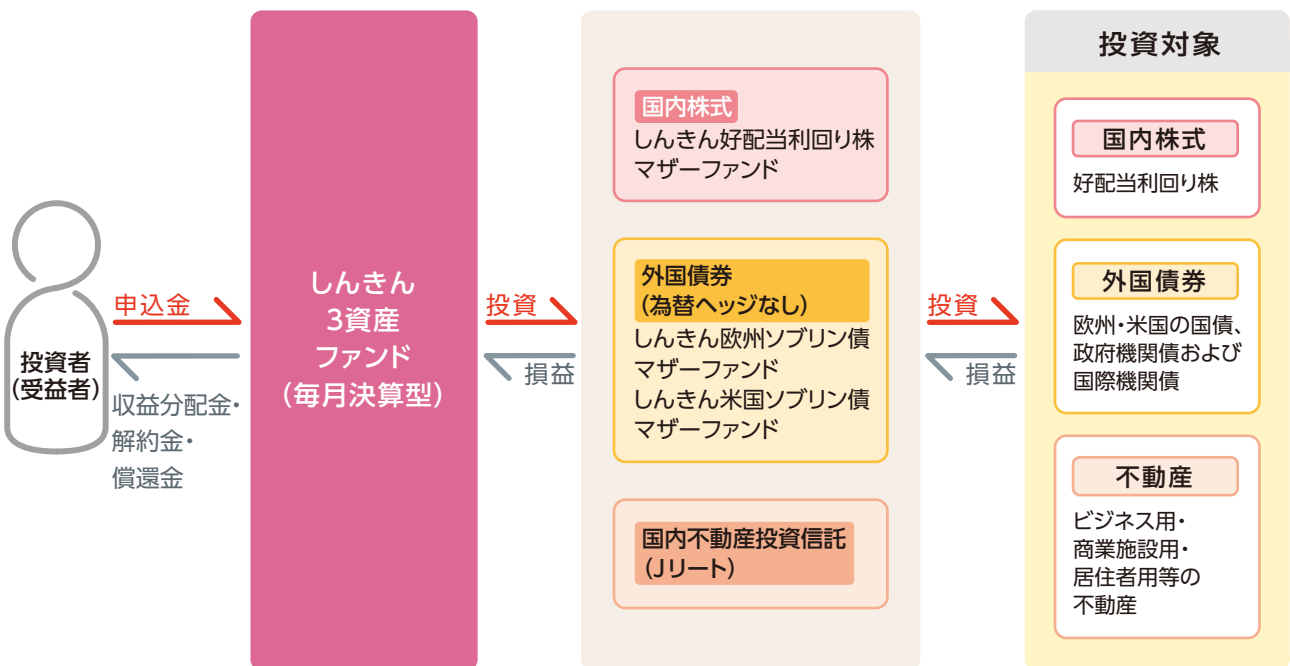 投資者
(受益者)
申込金
収益分配金・
解約金・
償還金
しんきん
3資産
ファンド
(毎月決算型)
投資
損益
国内株式
しんきん好配当利回り株
マザーファンド
外国債券
(為替ヘッジなし)
しんきん欧州ソブリン債
マザーファンド
しんきん米国ソブリン債
マザーファンド
国内不動産投資信託
(Jリート)
投資
損益
投資対象
国内株式
好配当利回り株
外国債券
欧州・米国の国債、
政府機関債および
国際機関債
不動産
ビジネス用・
商業施設用・
居住者用等の
不動産